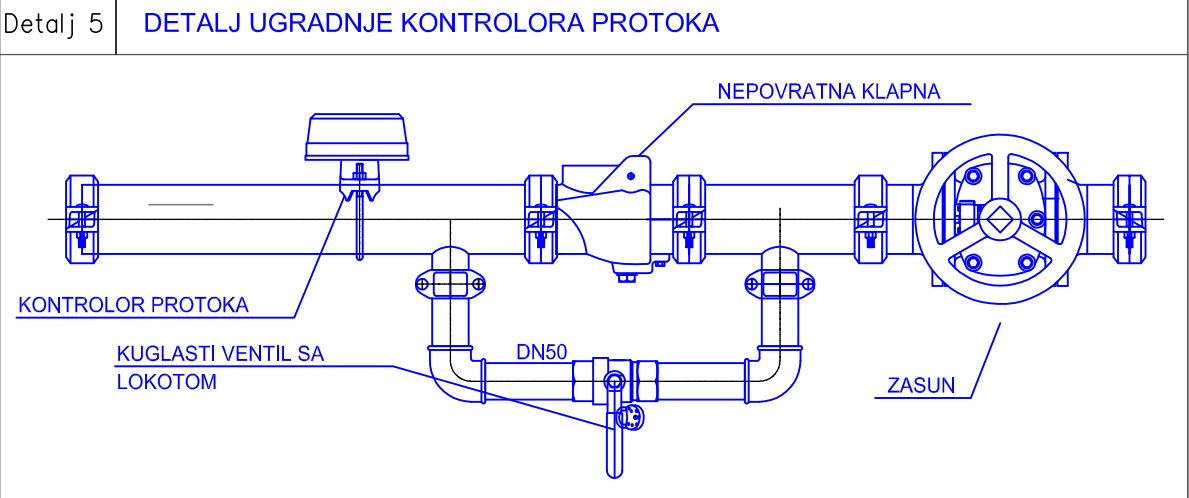 Detalj 5
DETALJ UGRADNJE KONTROLORA PROTOKA
NEPOVRATNA KLAPNA
KONTROLOR PROTOKA
KUGLASTI VENTIL SA
LOKOTOM
DN50
ZASUN